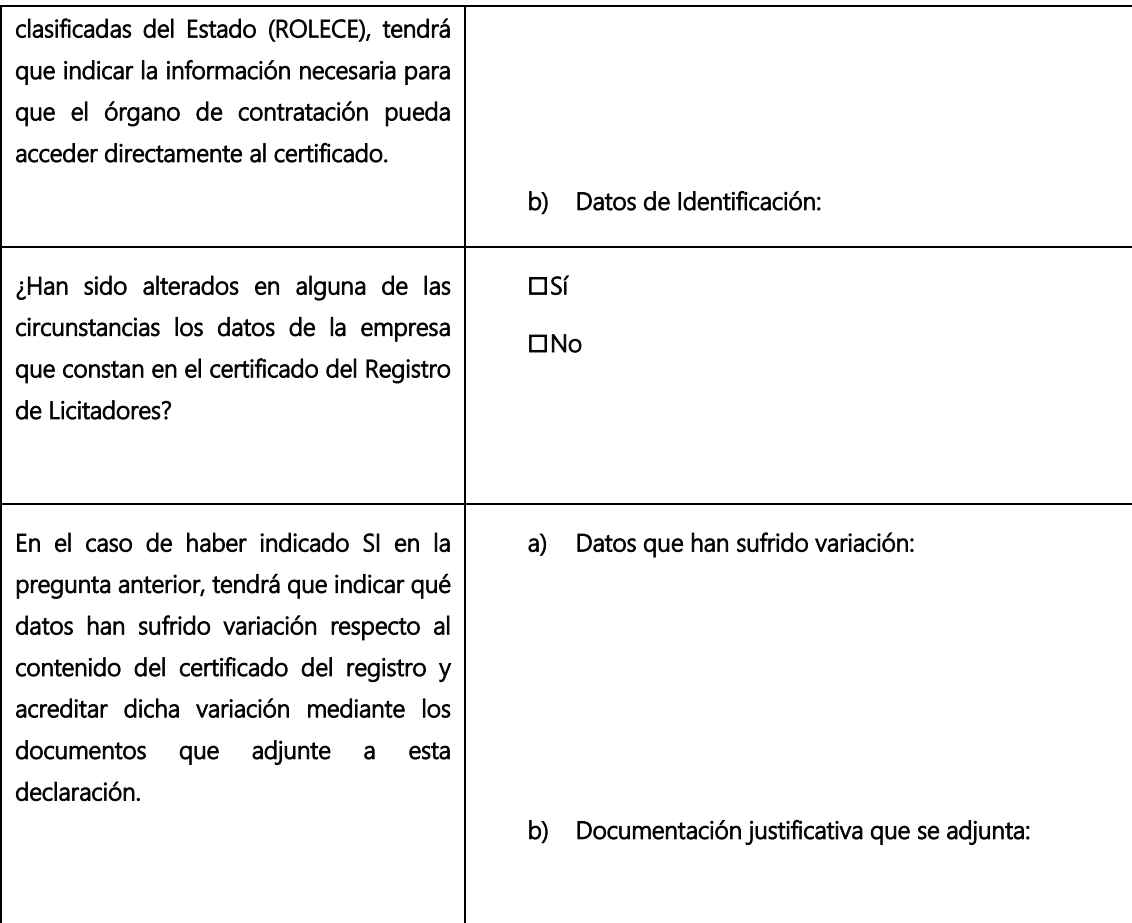 clasificadas del Estado (ROLECE), tendrá
que indicar la información necesaria para
que el órgano de contratación pueda
acceder directamente al certificado.
b) Datos de Identificación:
¿Han sido alterados en alguna de las
circunstancias los datos de la empresa
que constan en el certificado del Registro
de Licitadores?
☐Sí
☐No
En el caso de haber indicado SI en la
pregunta anterior, tendrá que indicar qué
datos han sufrido variación respecto al
contenido del certificado del registro y
acreditar dicha variación mediante los
documentos que adjunte a esta
declaración.
a) Datos que han sufrido variación:
b) Documentación justificativa que se adjunta: